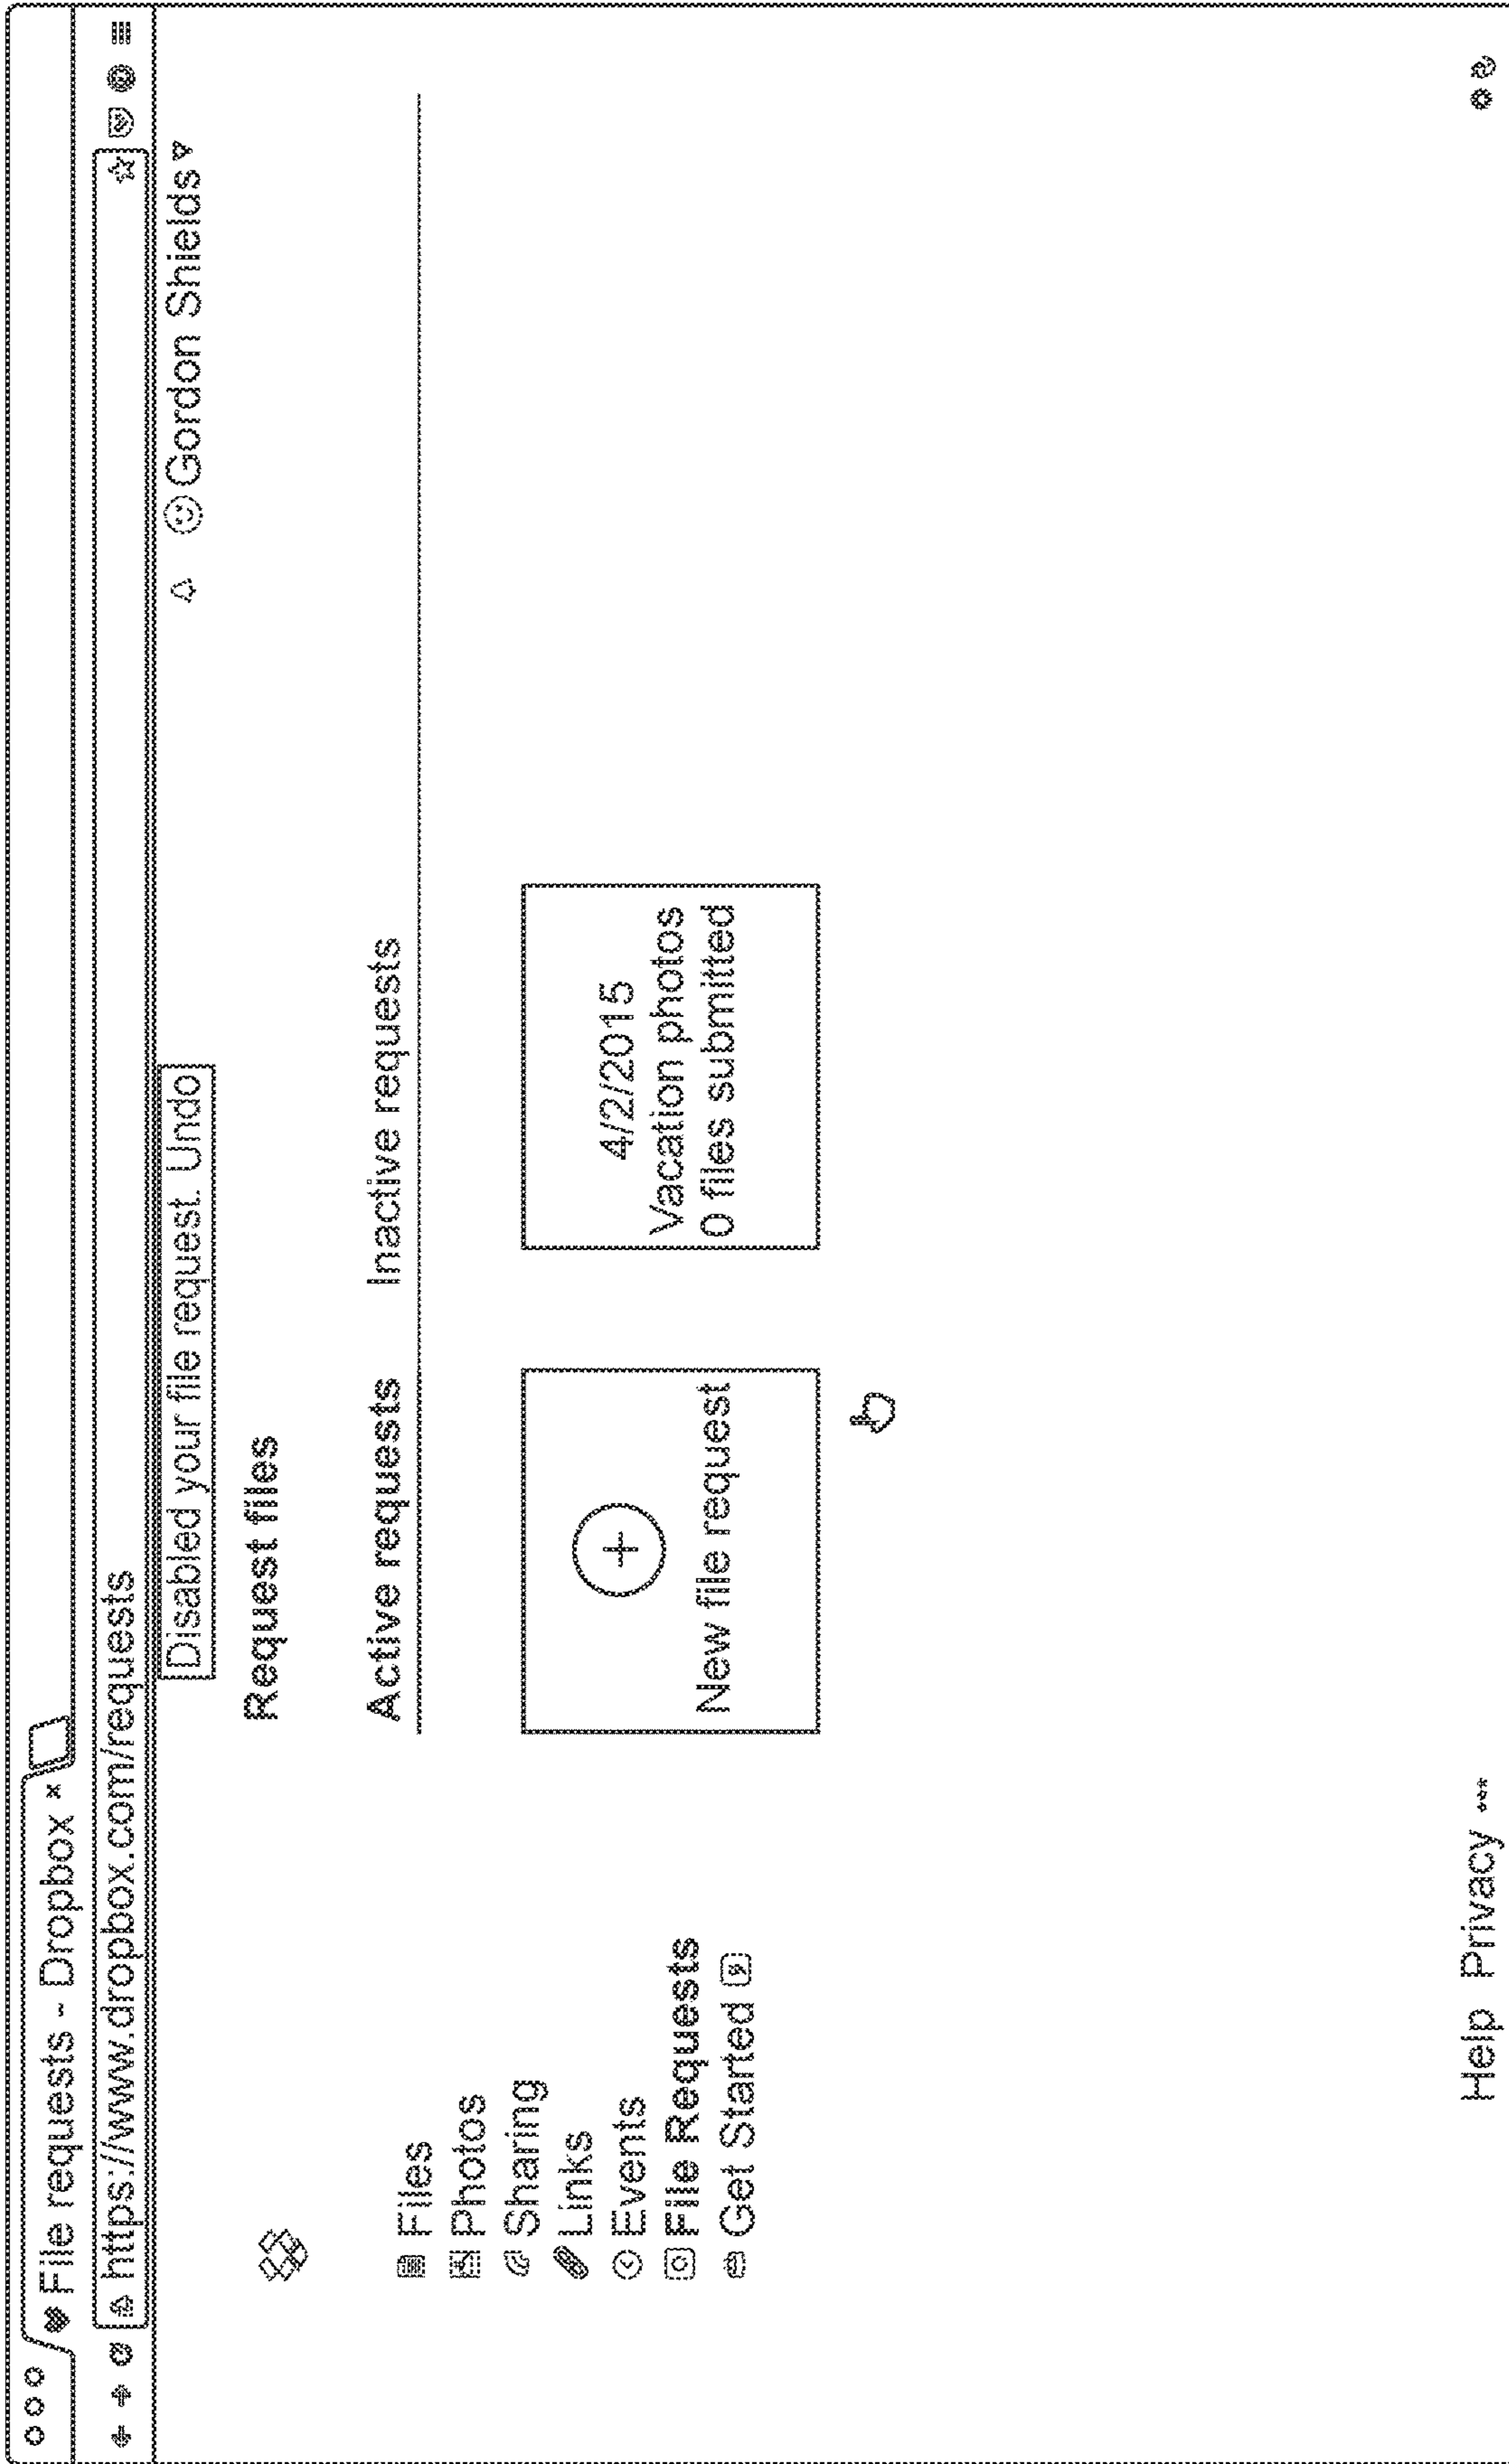 File requests - Dropbox ×
https://www.dropbox.com/requests
Disabled your file request. Undo
Gordon Shields
Request files
Active requests
Inactive requests
Files
Photos
Sharing
Links
Events
File Requests
Get Started
New file request
4/2/2015
Vacation photos
0 files submitted
Help Privacy